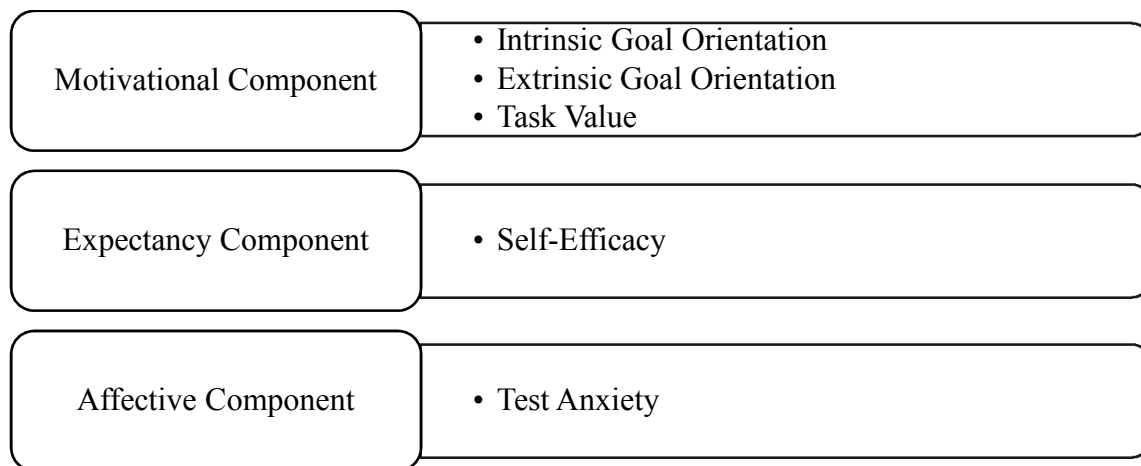 Motivational Component
• Intrinsic Goal Orientation
• Extrinsic Goal Orientation
• Task Value
Expectancy Component
• Self-Efficacy
Affective Component
• Test Anxiety